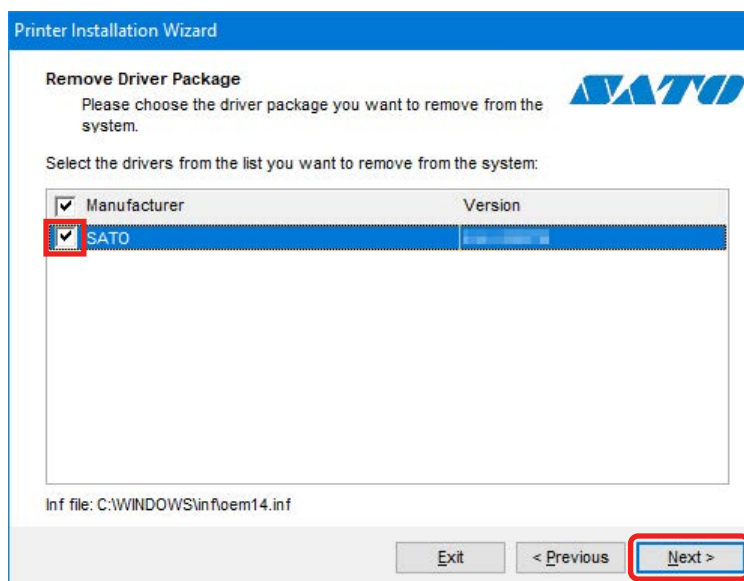 Printer Installation Wizard
Remove Driver Package
SATO
Please choose the driver package you want to remove from the
system.
Select the drivers from the list you want to remove from the system:
Manufacturer Version
SATO
Inf file: C:\WINDOWS\inf\oem14.inf
Exit < Previous Next >